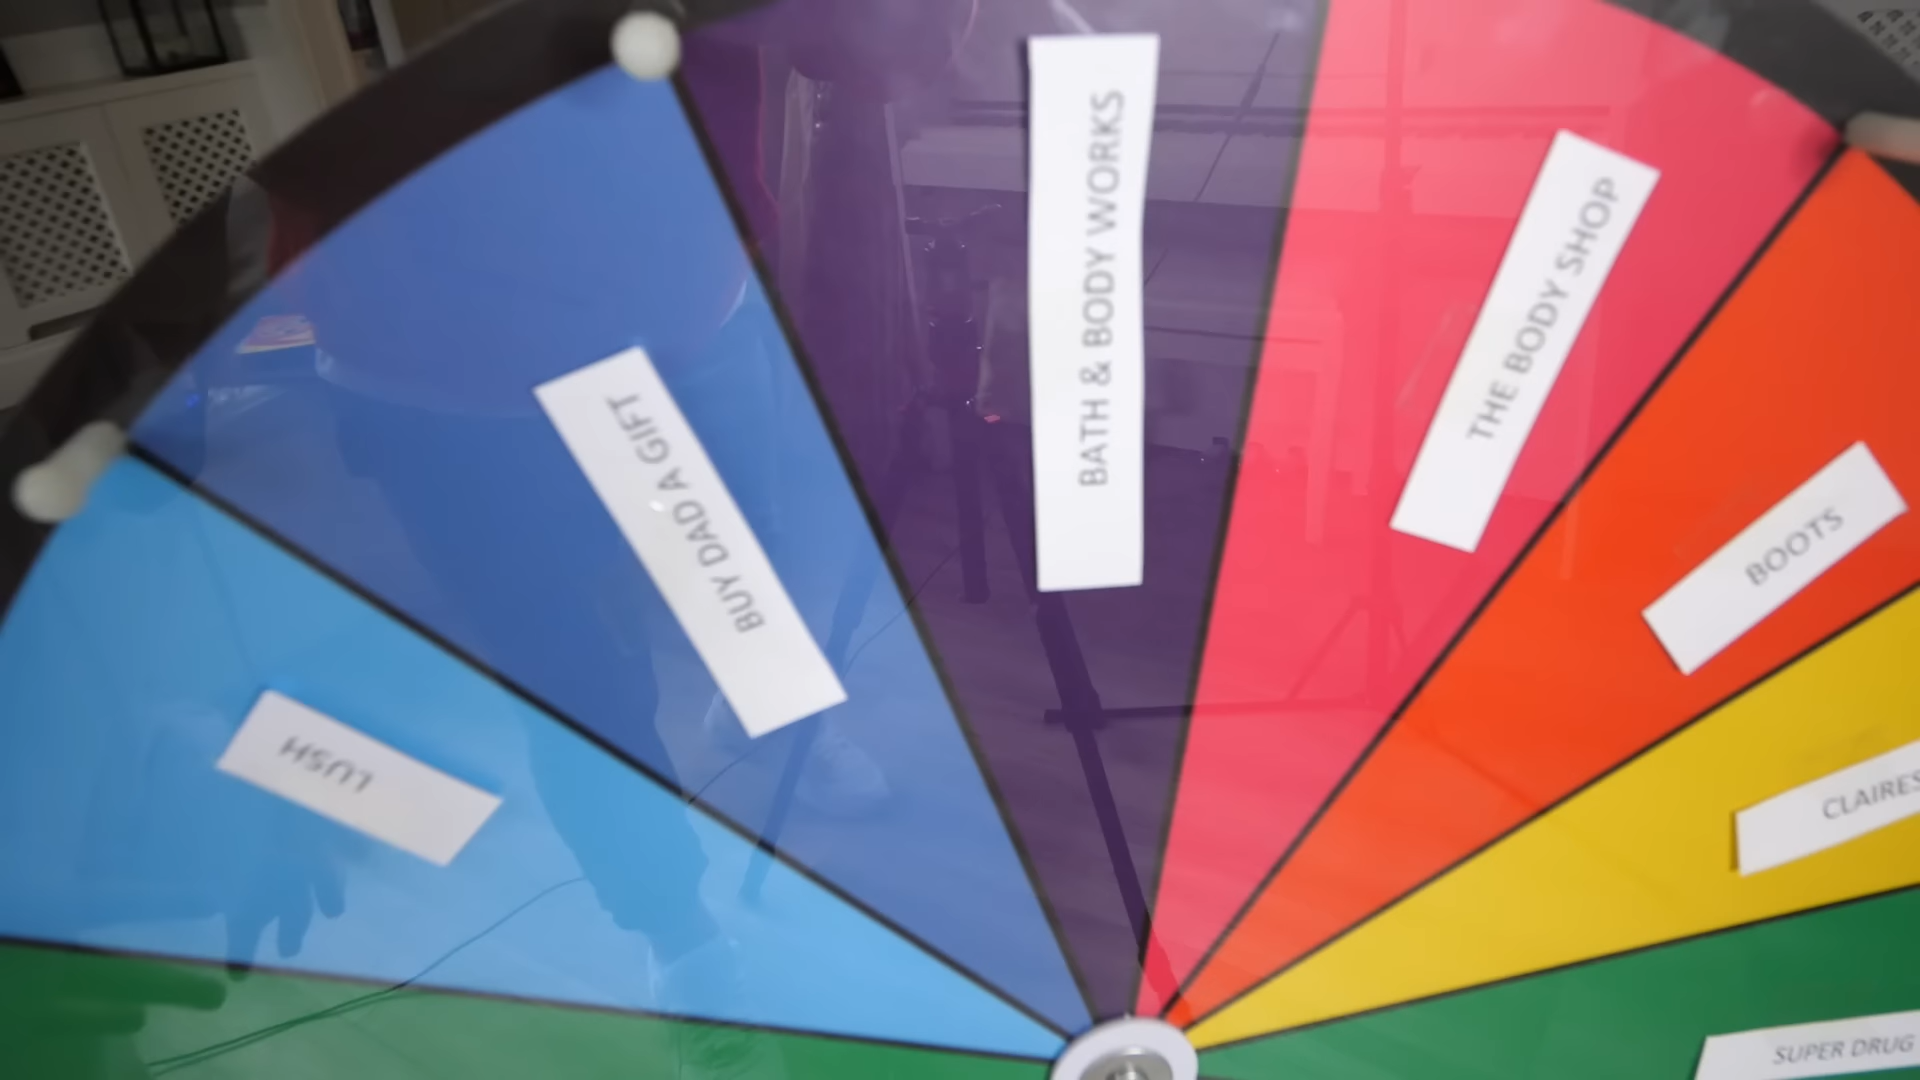 LUSH
BUY DAD A GIFT
BATH & BODY WORKS
THE BODY SHOP
BOOTS
CLAIRES
SUPER DRUG